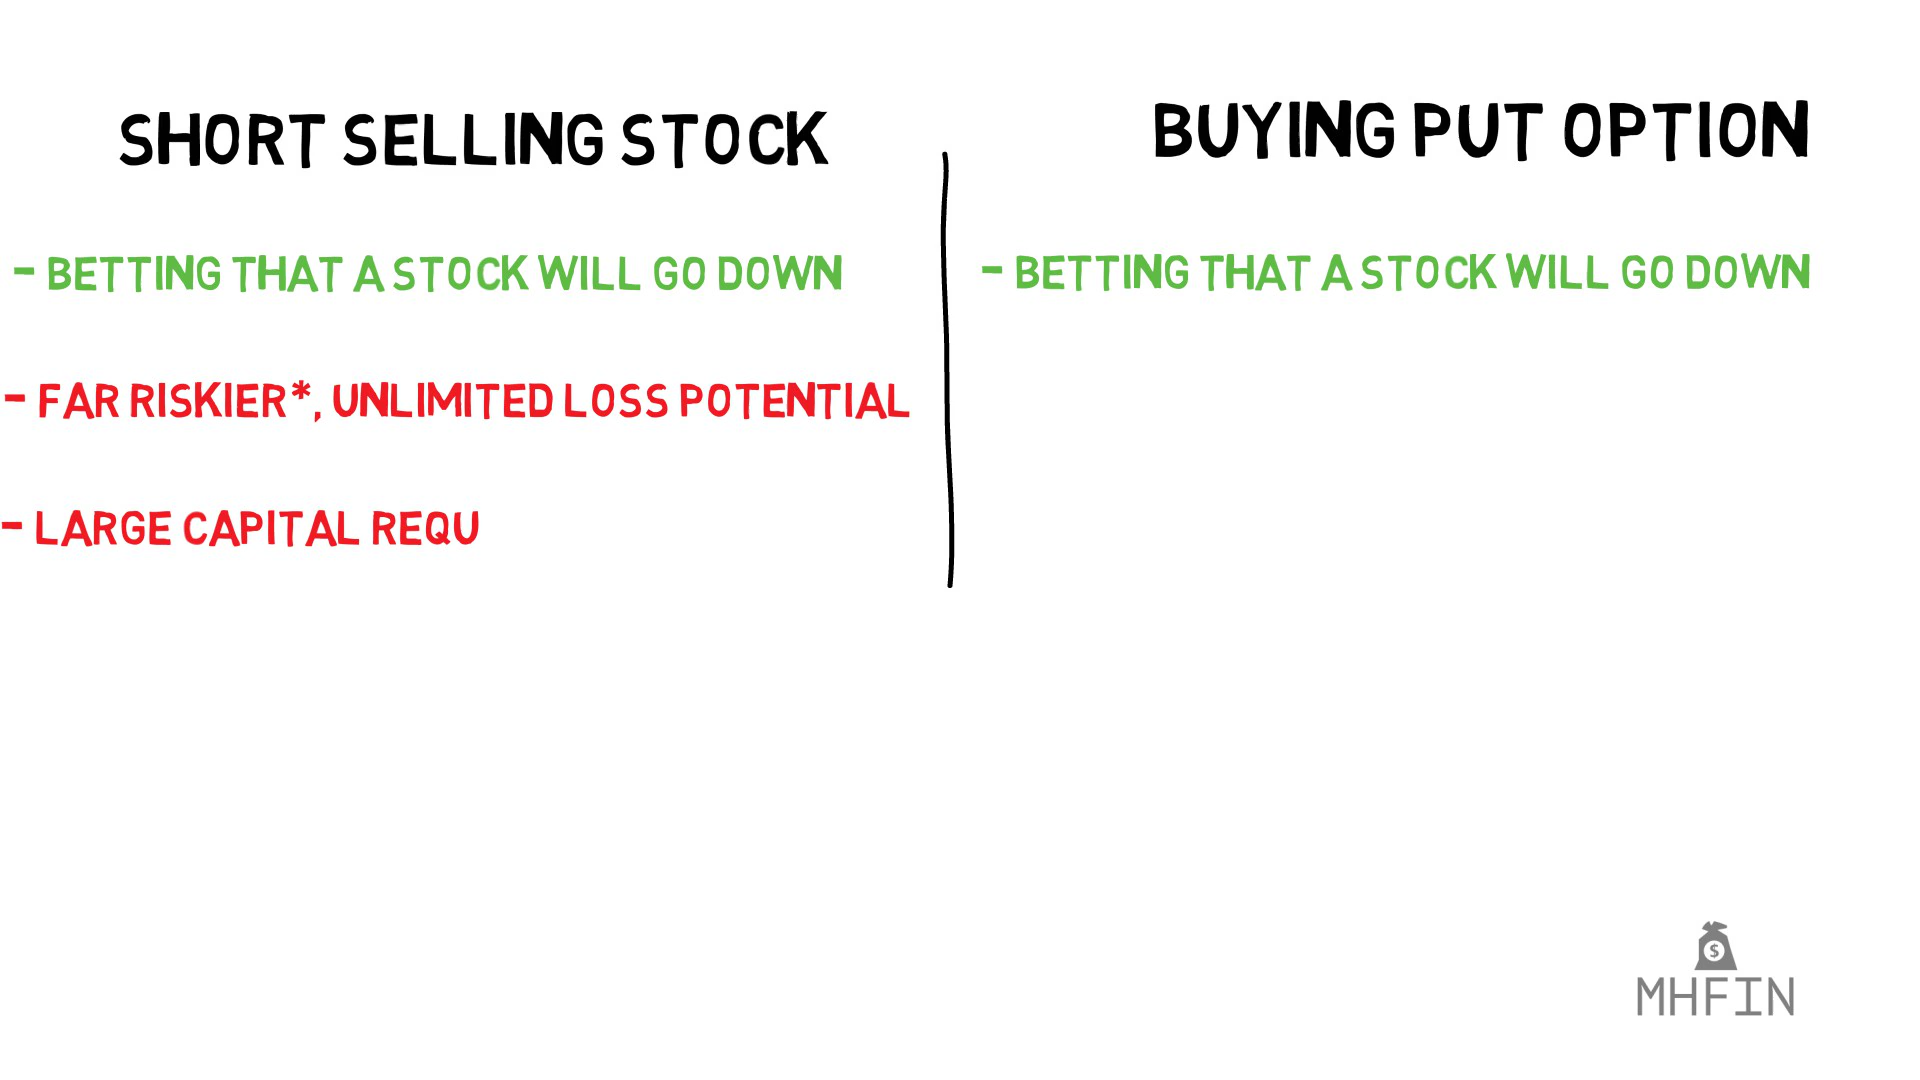 SHORT SELLING STOCK
- BETTING THAT A STOCK WILL GO DOWN
- FAR RISKIER*, UNLIMITED LOSS POTENTIAL
- LARGE CAPITAL REQU
BUYING PUT OPTION
- BETTING THAT A STOCK WILL GO DOWN
$
MHFIN